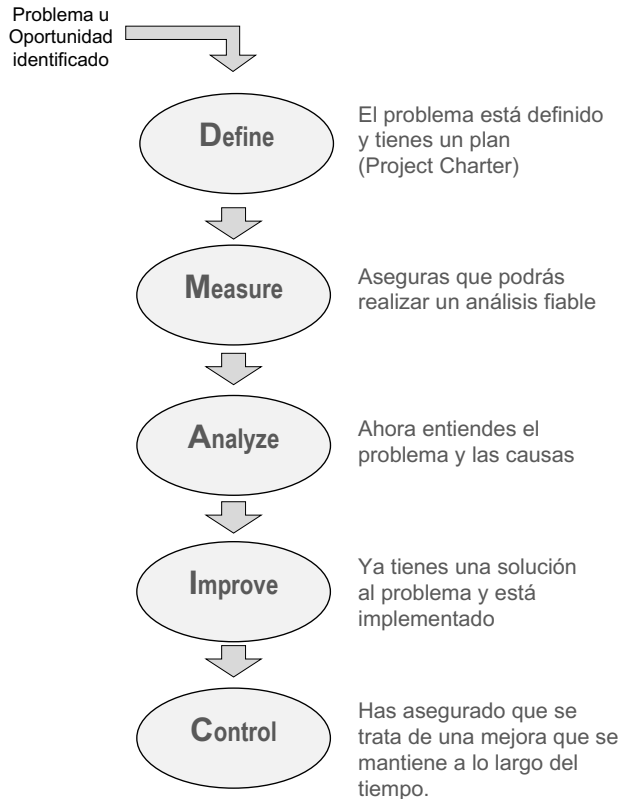 Problema u
Oportunidad
identificado
Define
El problema está definido
y tienes un plan
(Project Charter)
Measure
Aseguras que podrás
realizar un análisis fiable
Analyze
Ahora entiendes el
problema y las causas
Improve
Ya tienes una solución
al problema y está
implementado
Control
Has asegurado que se
trata de una mejora que se
mantiene a lo largo del
tiempo.